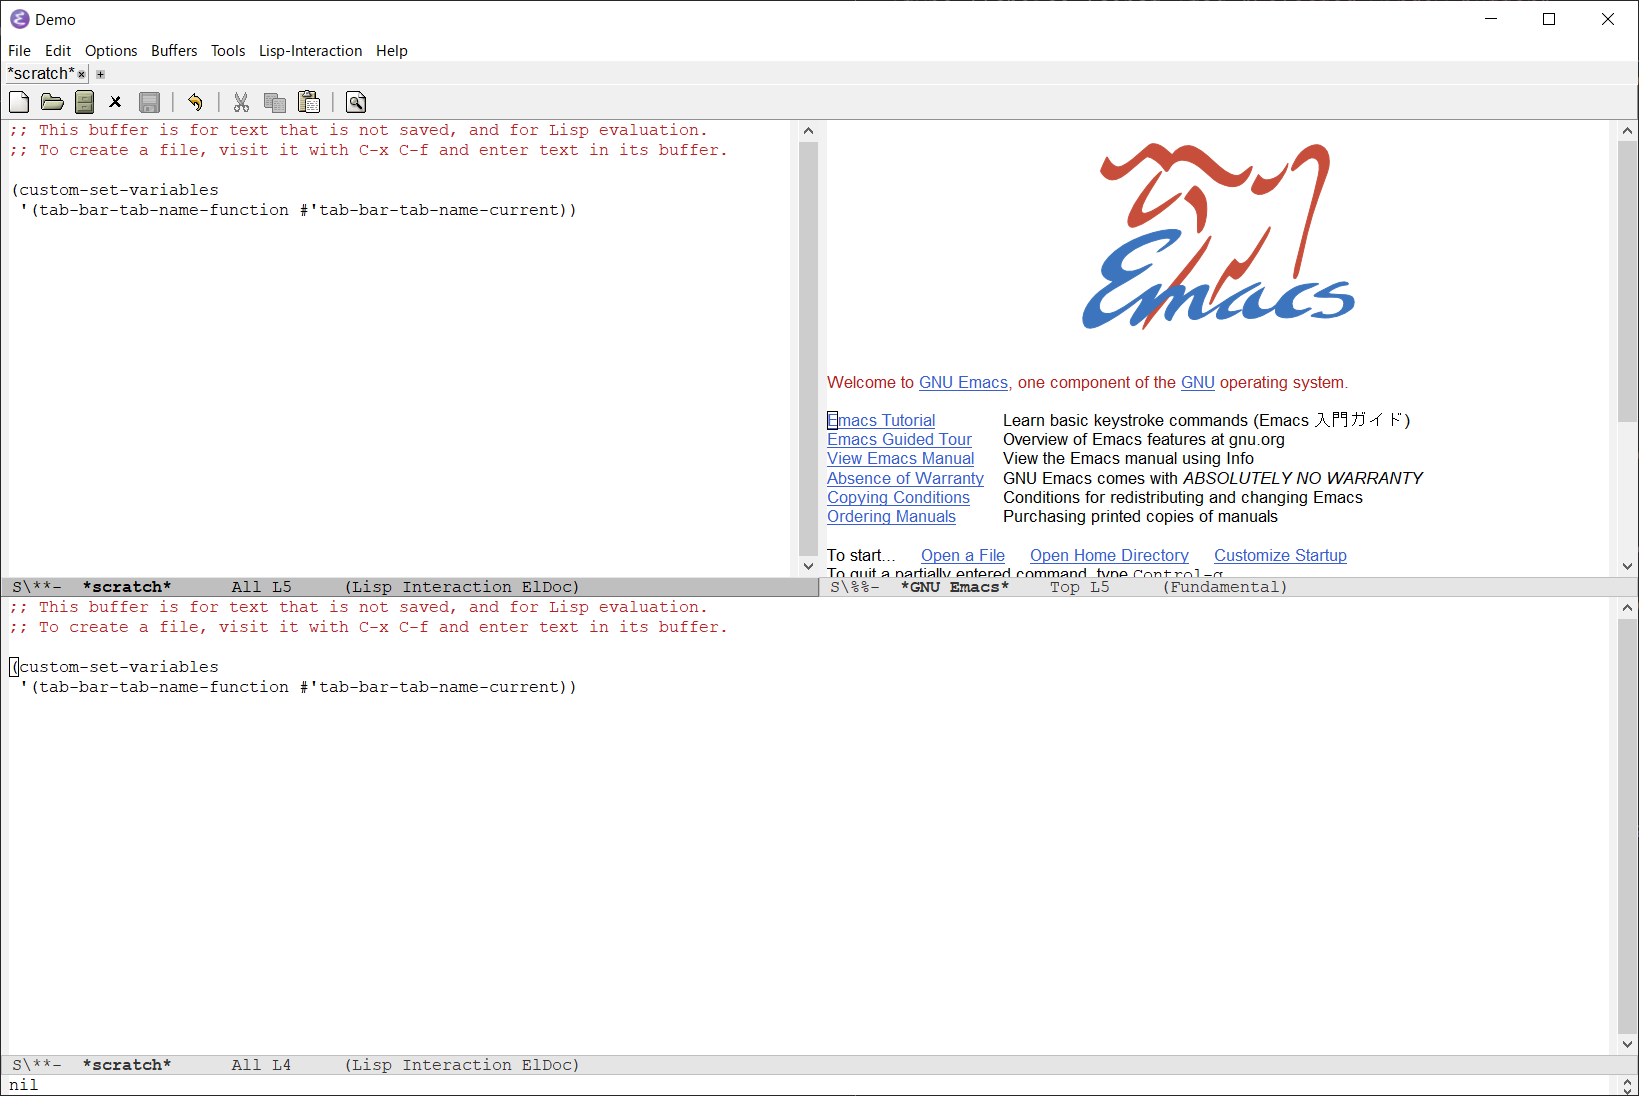 Demo
File Edit Options Buffers Tools Lisp-Interaction Help
*scratch*
;; This buffer is for text that is not saved, and for Lisp evaluation.
;; To create a file, visit it with C-x C-f and enter text in its buffer.
(custom-set-variables
'(tab-bar-tab-name-function #'tab-bar-tab-name-current))
S\**- *scratch* All L5 (Lisp Interaction ElDoc)
Emacs
Welcome to GNU Emacs, one component of the GNU operating system.
Emacs Tutorial Learn basic keystroke commands (Emacs 入門ガイド)
Emacs Guided Tour Overview of Emacs features at gnu.org
View Emacs Manual View the Emacs manual using Info
Absence of Warranty GNU Emacs comes with ABSOLUTELY NO WARRANTY
Copying Conditions Conditions for redistributing and changing Emacs
Ordering Manuals Purchasing printed copies of manuals
To start... Open a File Open Home Directory Customize Startup
To quit a partially entered command, type Control-g
S\%%- *GNU Emacs* Top L5 (Fundamental)
;; This buffer is for text that is not saved, and for Lisp evaluation.
;; To create a file, visit it with C-x C-f and enter text in its buffer.
(custom-set-variables
'(tab-bar-tab-name-function #'tab-bar-tab-name-current))
S\**- *scratch* All L4 (Lisp Interaction ElDoc)
nil